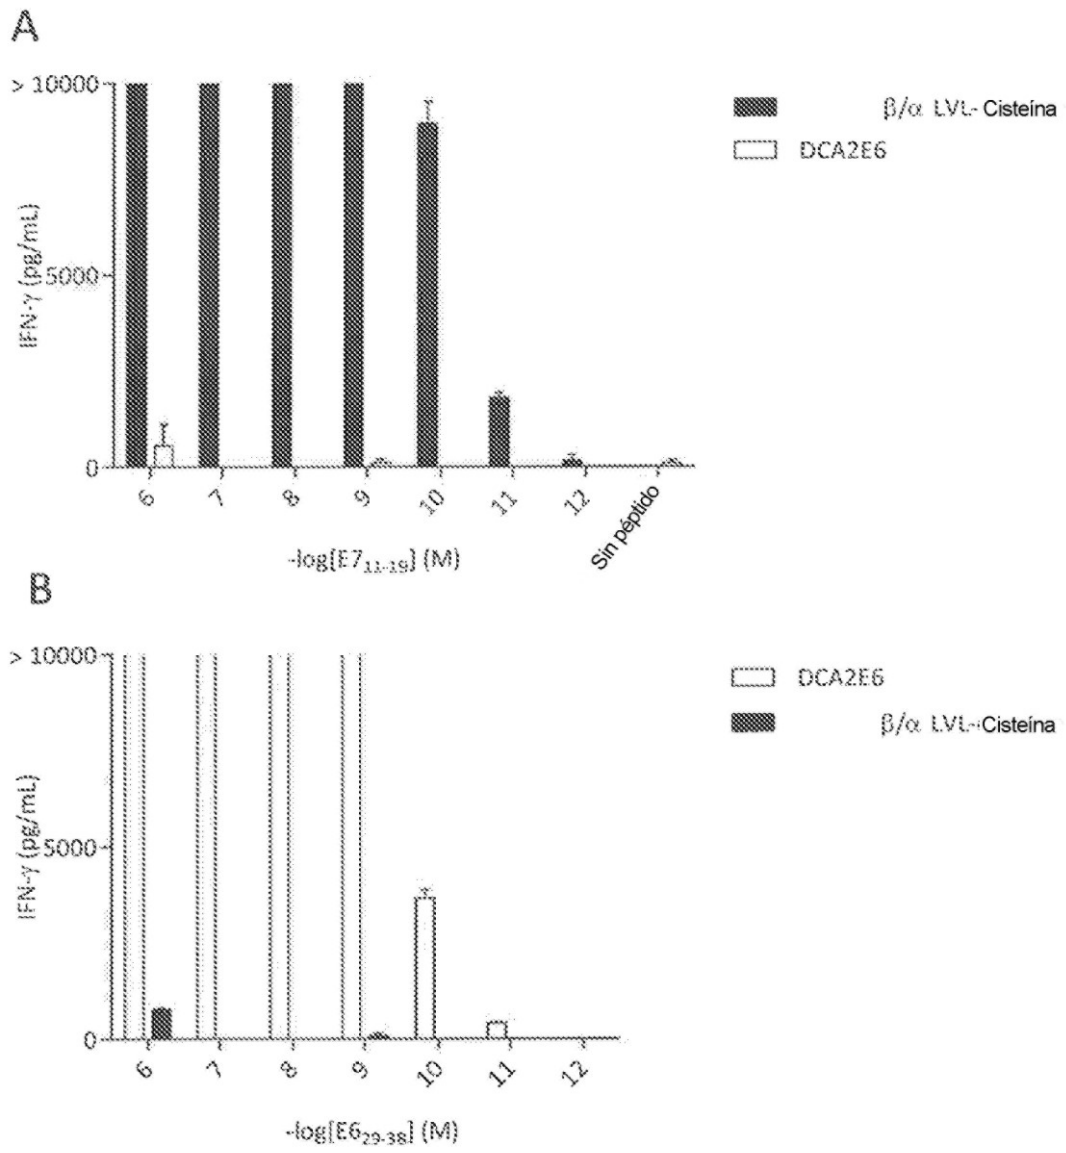 A
> 10000
5000
0
IFN-γ (pg/mL)
6 7 8 9 10 11 12 Sin péptido
-log[E7₁₁₋₁₉] (M)
β/α LVL- Cisteína
DCA2E6
B
> 10000
5000
0
IFN-γ (pg/mL)
6 7 8 9 10 11 12
-log[E6₂₉₋₃₈] (M)
DCA2E6
β/α LVL-Cisteína